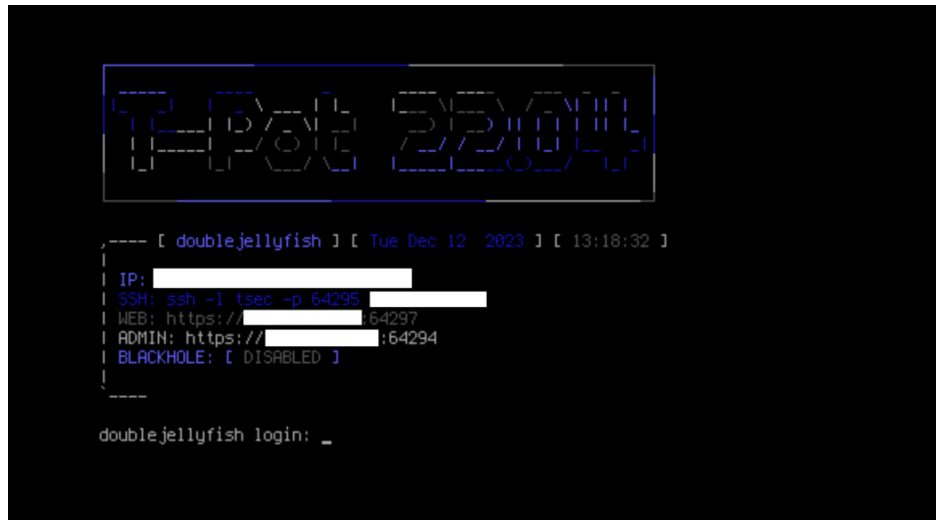 T-Pot 22.04
,---- [ doublejellyfish ] [ Tue Dec 12  2023 ] [ 13:18:32 ]
|
| IP:
| SSH: ssh -l tsec -p 64295
| WEB: https:// :64297
| ADMIN: https:// :64294
| BLACKHOLE: [ DISABLED ]
|
`----
doublejellyfish login: _